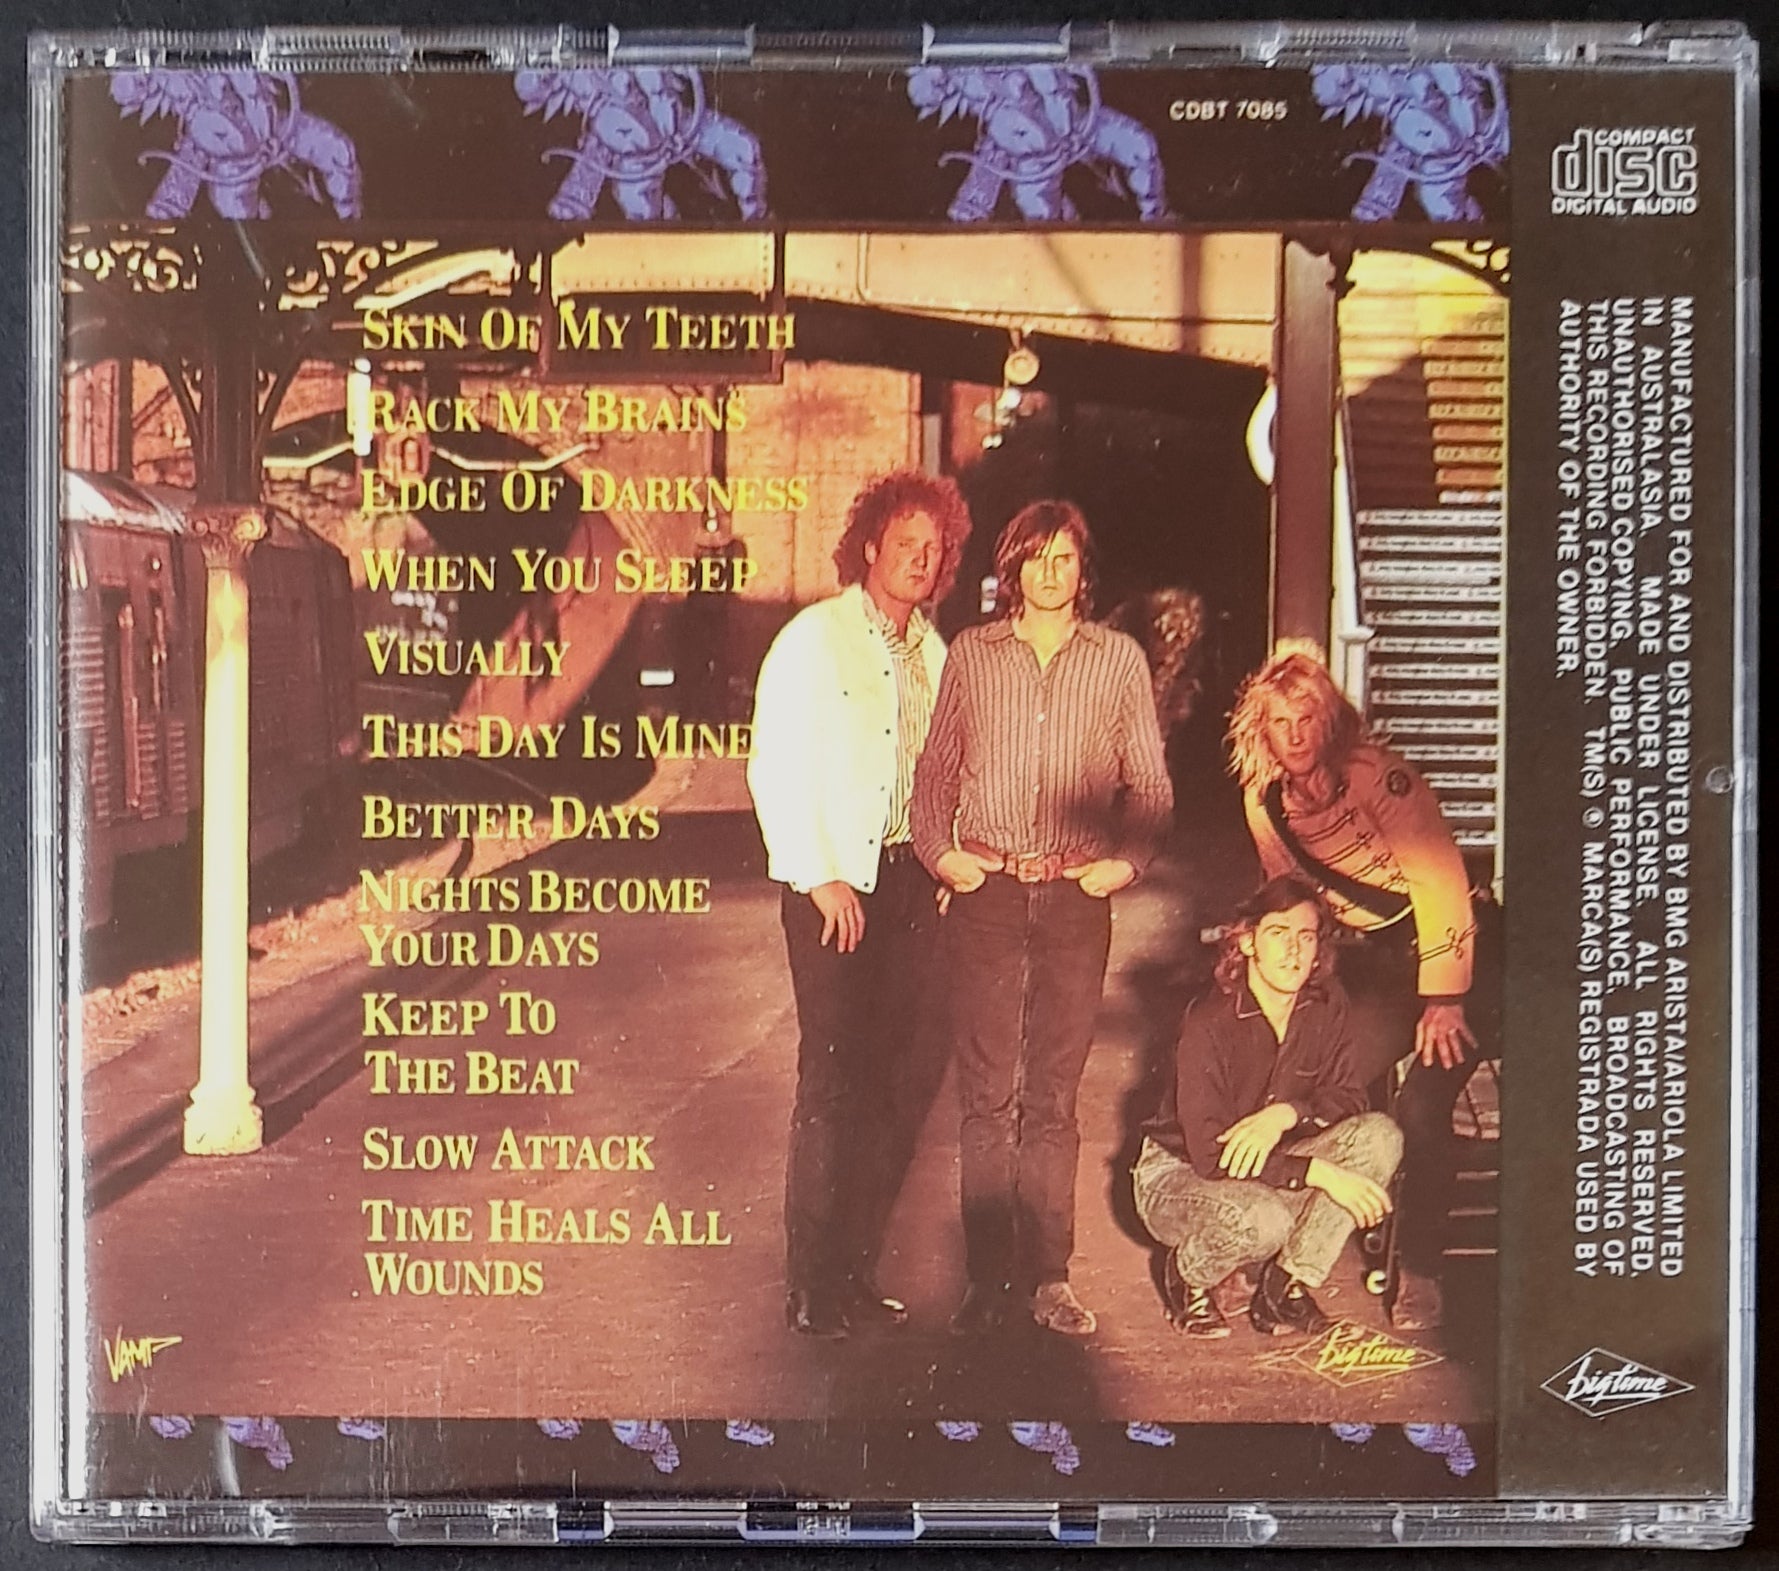 CDBT 7085
COMPACT
disc
DIGITAL AUDIO
SKIN OF MY TEETH
RACK MY BRAINS
EDGE OF DARKNESS
WHEN YOU SLEEP
VISUALLY
THIS DAY IS MINE
BETTER DAYS
NIGHTS BECOME
YOUR DAYS
KEEP TO
THE BEAT
SLOW ATTACK
TIME HEALS ALL
WOUNDS
VAMP
bigtime
MANUFACTURED FOR AND DISTRIBUTED BY BMG ARISTA/ARIOLA LIMITED
IN AUSTRALASIA. MADE UNDER LICENSE. ALL RIGHTS RESERVED.
UNAUTHORISED COPYING, PUBLIC PERFORMANCE, BROADCASTING OF
THIS RECORDING FORBIDDEN. TM(S) ® MARCA(S) REGISTRADA USED BY
AUTHORITY OF THE OWNER.
bigtime